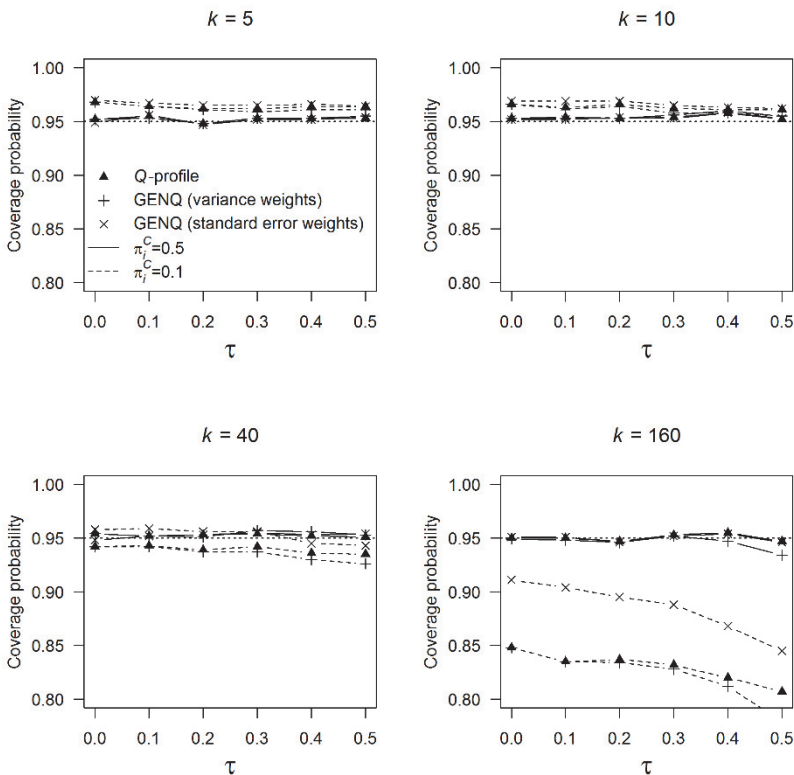 k = 5
k = 10
Coverage probability
1.00
0.95
0.90
0.85
0.80
Q-profile
GENQ (variance weights)
GENQ (standard error weights)
π_i^C=0.5
π_i^C=0.1
0.0 0.1 0.2 0.3 0.4 0.5
τ
Coverage probability
1.00
0.95
0.90
0.85
0.80
0.0 0.1 0.2 0.3 0.4 0.5
τ
k = 40
k = 160
Coverage probability
1.00
0.95
0.90
0.85
0.80
0.0 0.1 0.2 0.3 0.4 0.5
τ
Coverage probability
1.00
0.95
0.90
0.85
0.80
0.0 0.1 0.2 0.3 0.4 0.5
τ